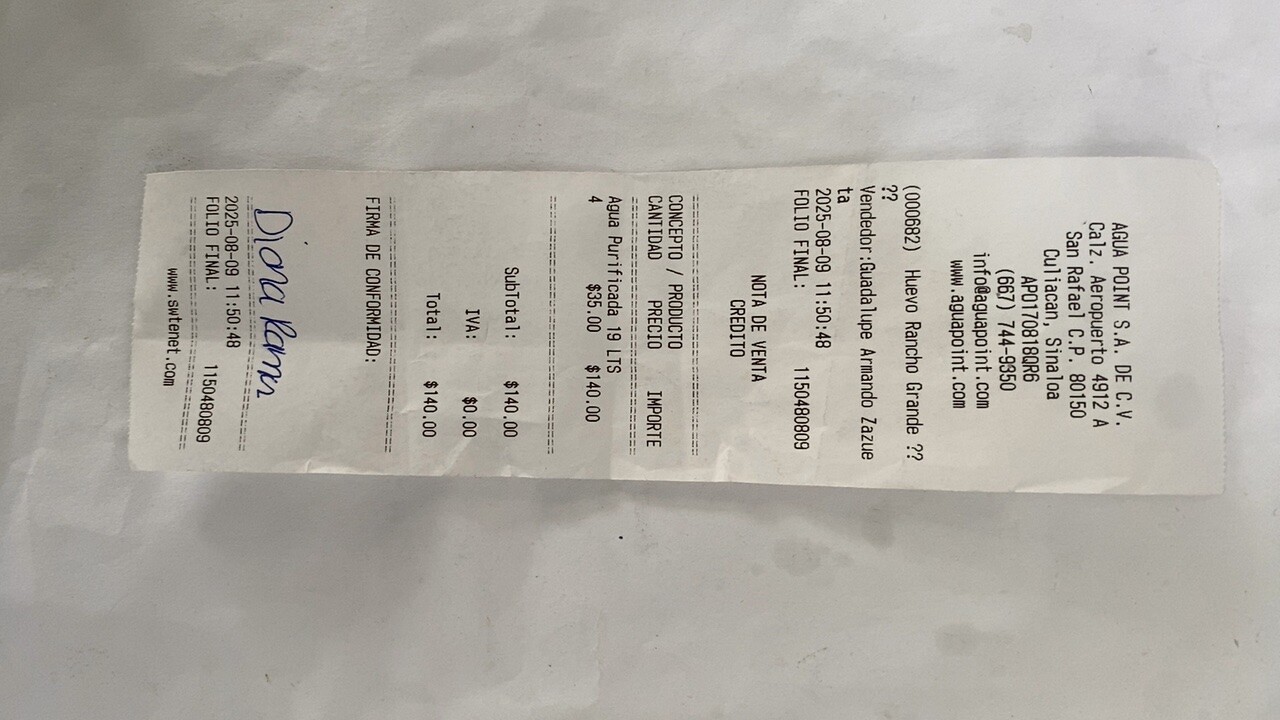 AGUA POINT S.A. DE C.V.
Calz. Aeropuerto 4912 A
San Rafael C.P. 80150
Culiacan, Sinaloa
APO170818QR6
(667) 744-9350
info@aguapoint.com
www.aguapoint.com
(000682) Huevo Rancho Grande ??
??
Vendedor:Guadalupe Armando Zazue
ta
2025-08-09 11:50:48
FOLIO FINAL: 1150480809
NOTA DE VENTA
CREDITO
CONCEPTO / PRODUCTO
CANTIDAD PRECIO IMPORTE
Agua Purificada 19 LTS
4 $35.00 $140.00
SubTotal: $140.00
IVA: $0.00
Total: $140.00
FIRMA DE CONFORMIDAD:
Diana
2025-08-09 11:50:48
FOLIO FINAL: 1150480809
www.swtenet.com